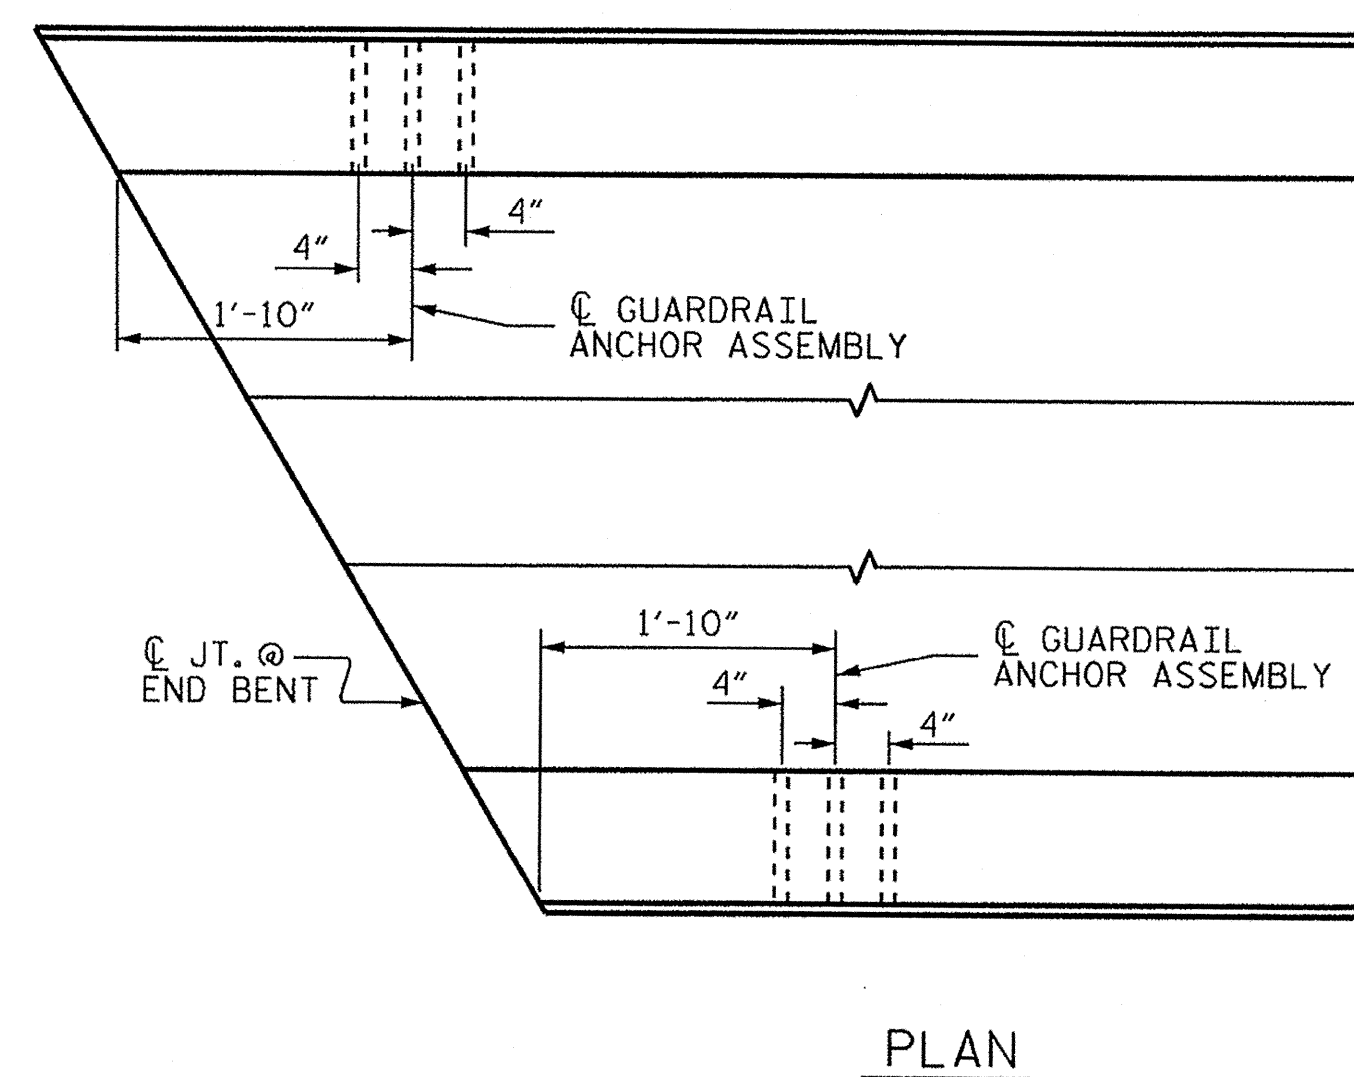 4"
4"
1'-10"
℄ GUARDRAIL
ANCHOR ASSEMBLY
1'-10"
℄ GUARDRAIL
ANCHOR ASSEMBLY
℄ JT. @
END BENT
4"
4"
PLAN